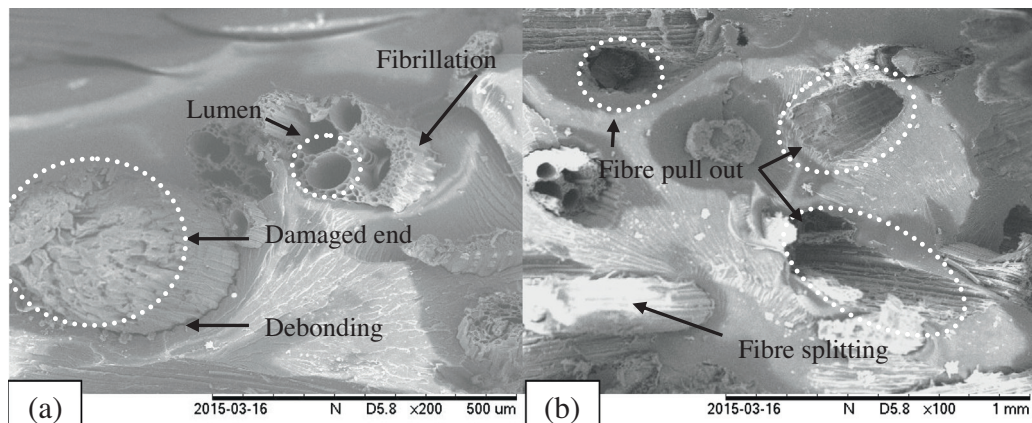 Fibrillation
Lumen
Damaged end
Debonding
(a)
2015-03-16 N D5.8 x200 500 um
Fibre pull out
Fibre splitting
(b)
2015-03-16 N D5.8 x100 1 mm